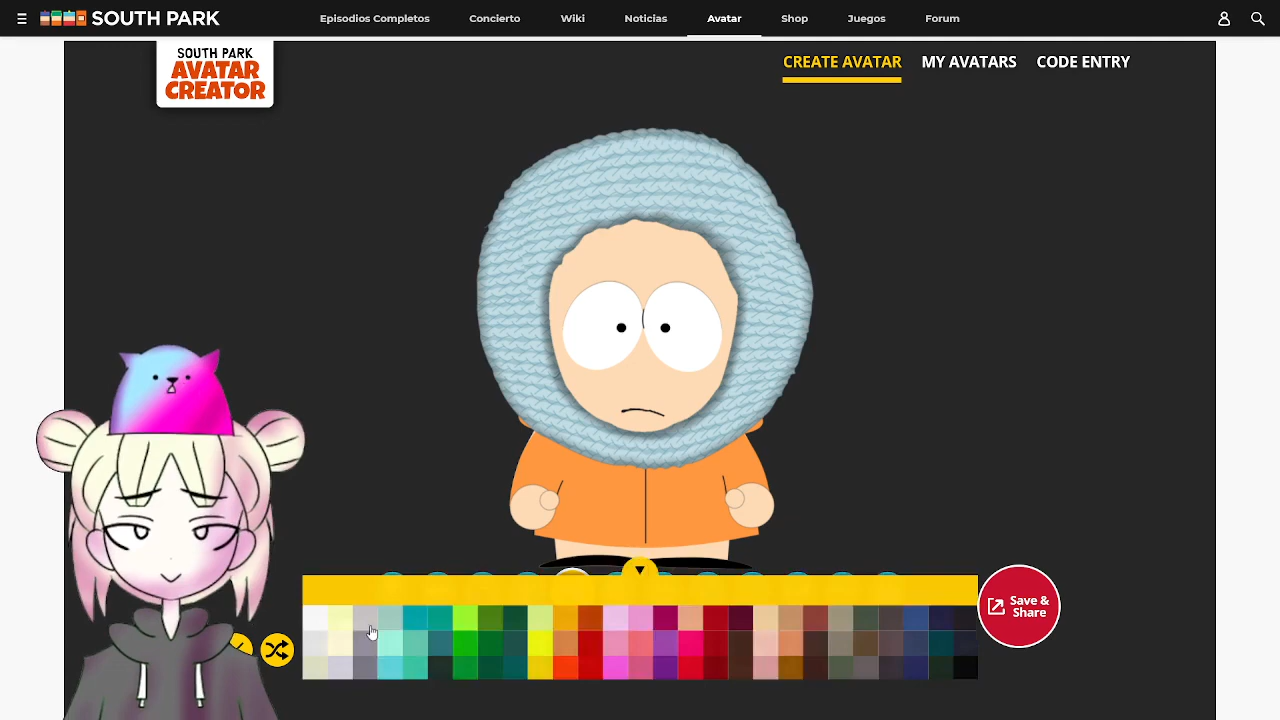 SOUTH PARK
Episodios Completos
Concierto
Wiki
Noticias
Avatar
Shop
Juegos
Forum
SOUTH PARK
AVATAR
CREATOR
CREATE AVATAR
MY AVATARS
CODE ENTRY
Save &
Share